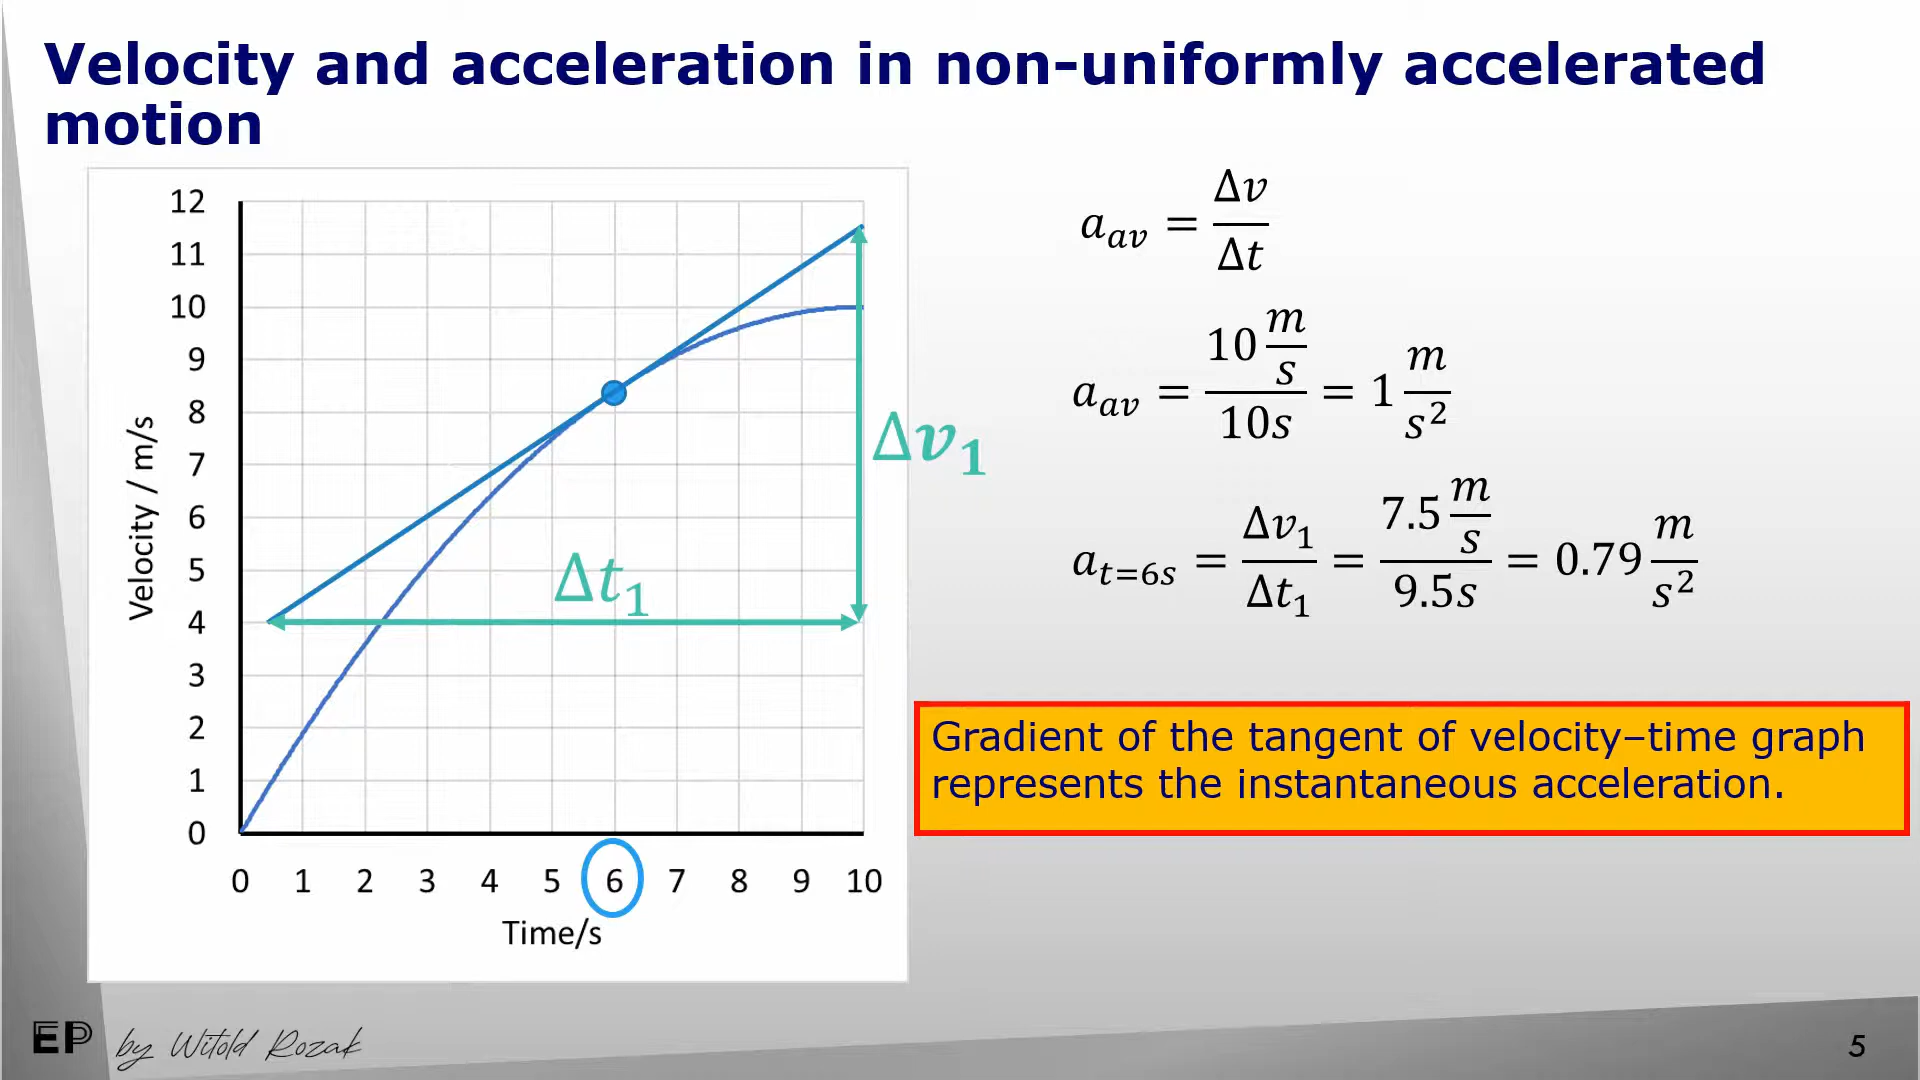 Velocity and acceleration in non-uniformly accelerated
motion
12
11
10
9
8
7
6
5
4
3
2
1
0
Velocity / m/s
Δt₁
Δv₁
0 1 2 3 4 5 6 7 8 9 10
Time/s
a_av = Δv/Δt
a_av = (10 m/s)/(10s) = 1 m/s²
a_t=6s = Δv₁/Δt₁ = (7.5 m/s)/(9.5s) = 0.79 m/s²
Gradient of the tangent of velocity–time graph
represents the instantaneous acceleration.
EP by Witold Rozak
5